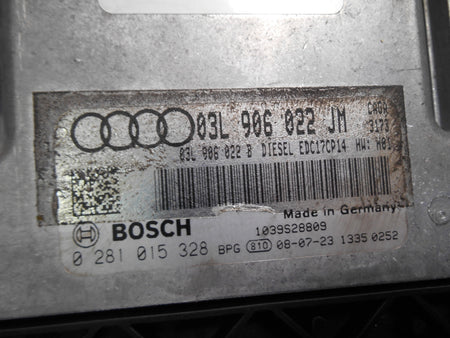 03L 906 022 JM
03L 906 022 B DIESEL EDC17CP14 HW: H01
9173
Made in Germany
1039S28809
BOSCH
0 281 015 328 BPG 810 08-07-23 1335 0252